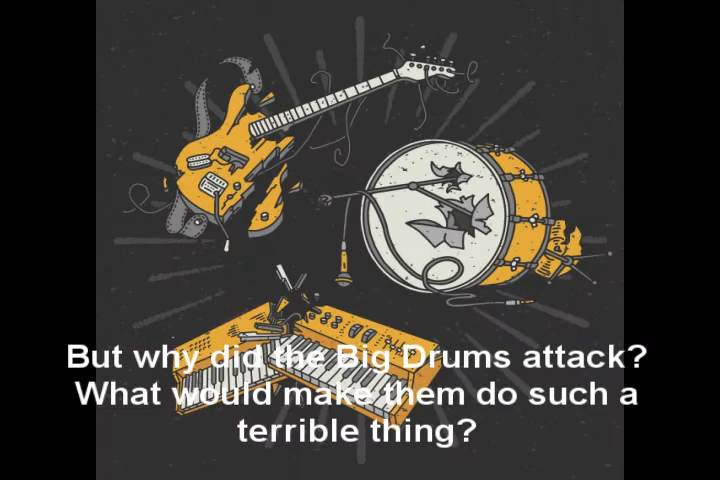 But why did the Big Drums attack?
What would make them do such a
terrible thing?